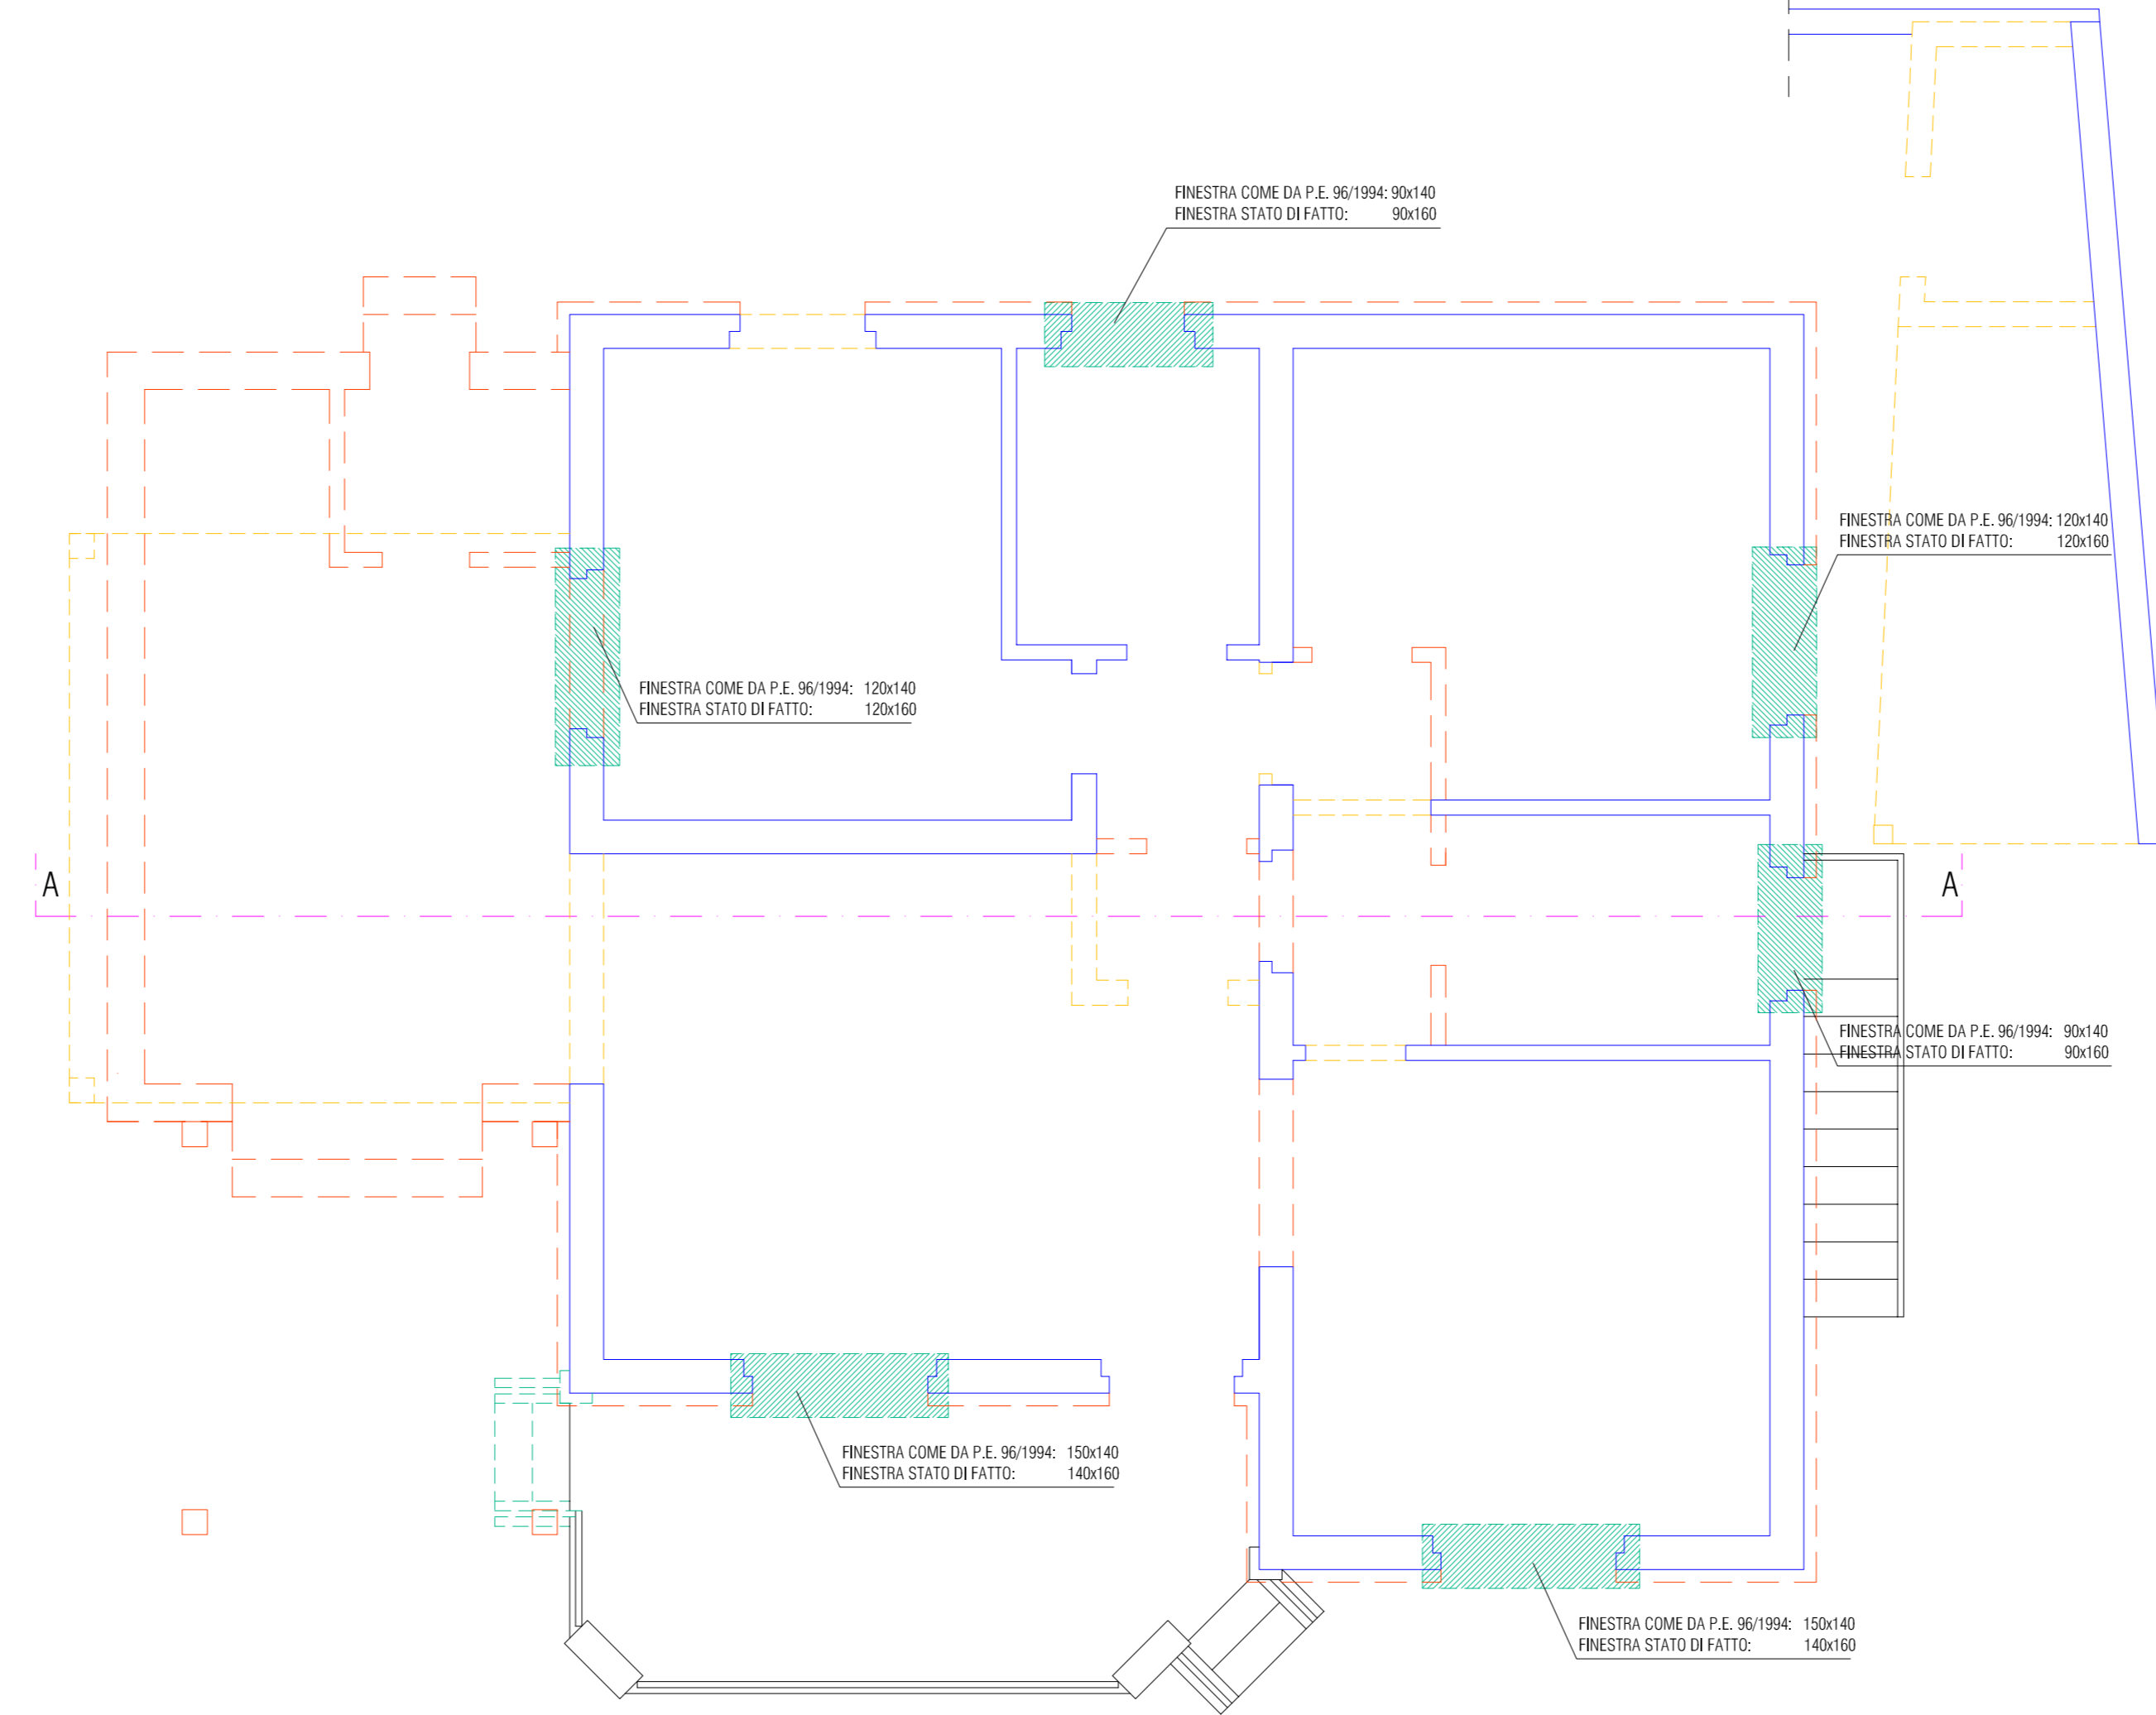 FINESTRA COME DA P.E. 96/1994: 90x140
FINESTRA STATO DI FATTO: 90x160
FINESTRA COME DA P.E. 96/1994: 120x140
FINESTRA STATO DI FATTO: 120x160
FINESTRA COME DA P.E. 96/1994: 120x140
FINESTRA STATO DI FATTO: 120x160
A
A
FINESTRA COME DA P.E. 96/1994: 90x140
FINESTRA STATO DI FATTO: 90x160
FINESTRA COME DA P.E. 96/1994: 150x140
FINESTRA STATO DI FATTO: 140x160
FINESTRA COME DA P.E. 96/1994: 150x140
FINESTRA STATO DI FATTO: 140x160